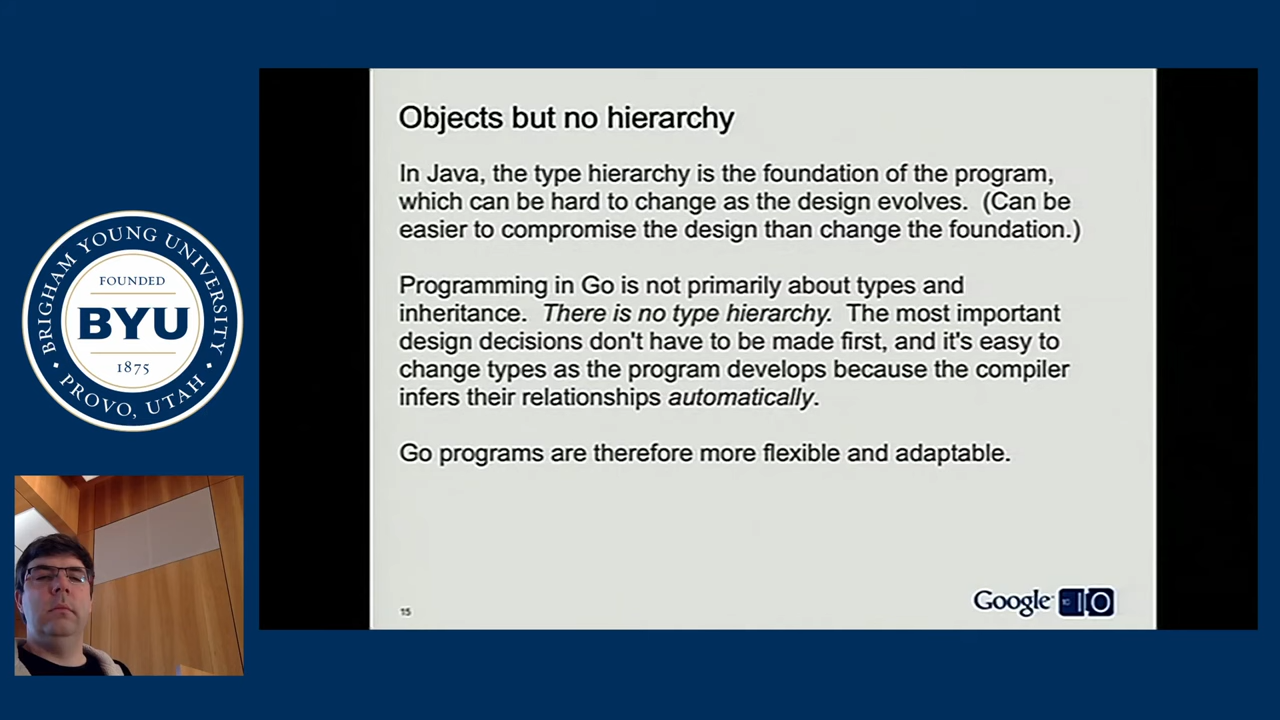 Objects but no hierarchy
In Java, the type hierarchy is the foundation of the program,
which can be hard to change as the design evolves. (Can be
easier to compromise the design than change the foundation.)
Programming in Go is not primarily about types and
inheritance. There is no type hierarchy. The most important
design decisions don't have to be made first, and it's easy to
change types as the program develops because the compiler
infers their relationships automatically.
Go programs are therefore more flexible and adaptable.
15
Google IO
BRIGHAM YOUNG UNIVERSITY
FOUNDED
BYU
1875
PROVO, UTAH